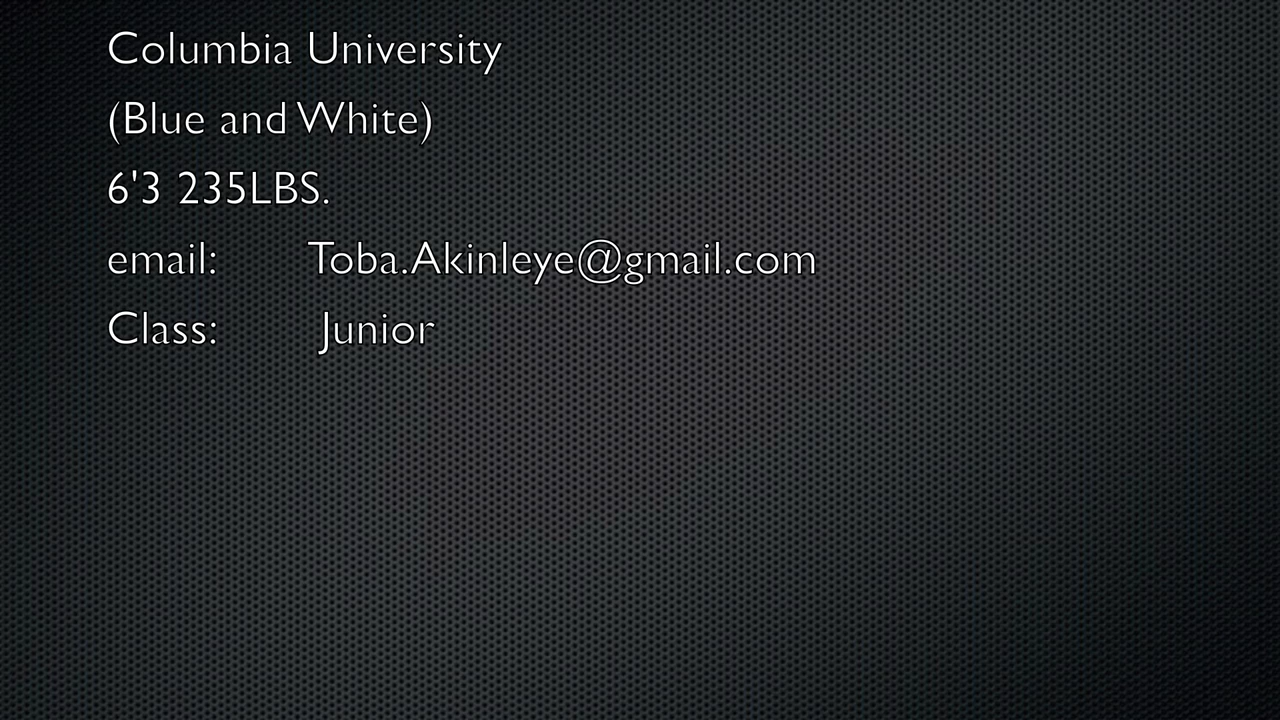 Columbia University
(Blue and White)
6'3 235LBS.
email: Toba.Akinleye@gmail.com
Class: Junior